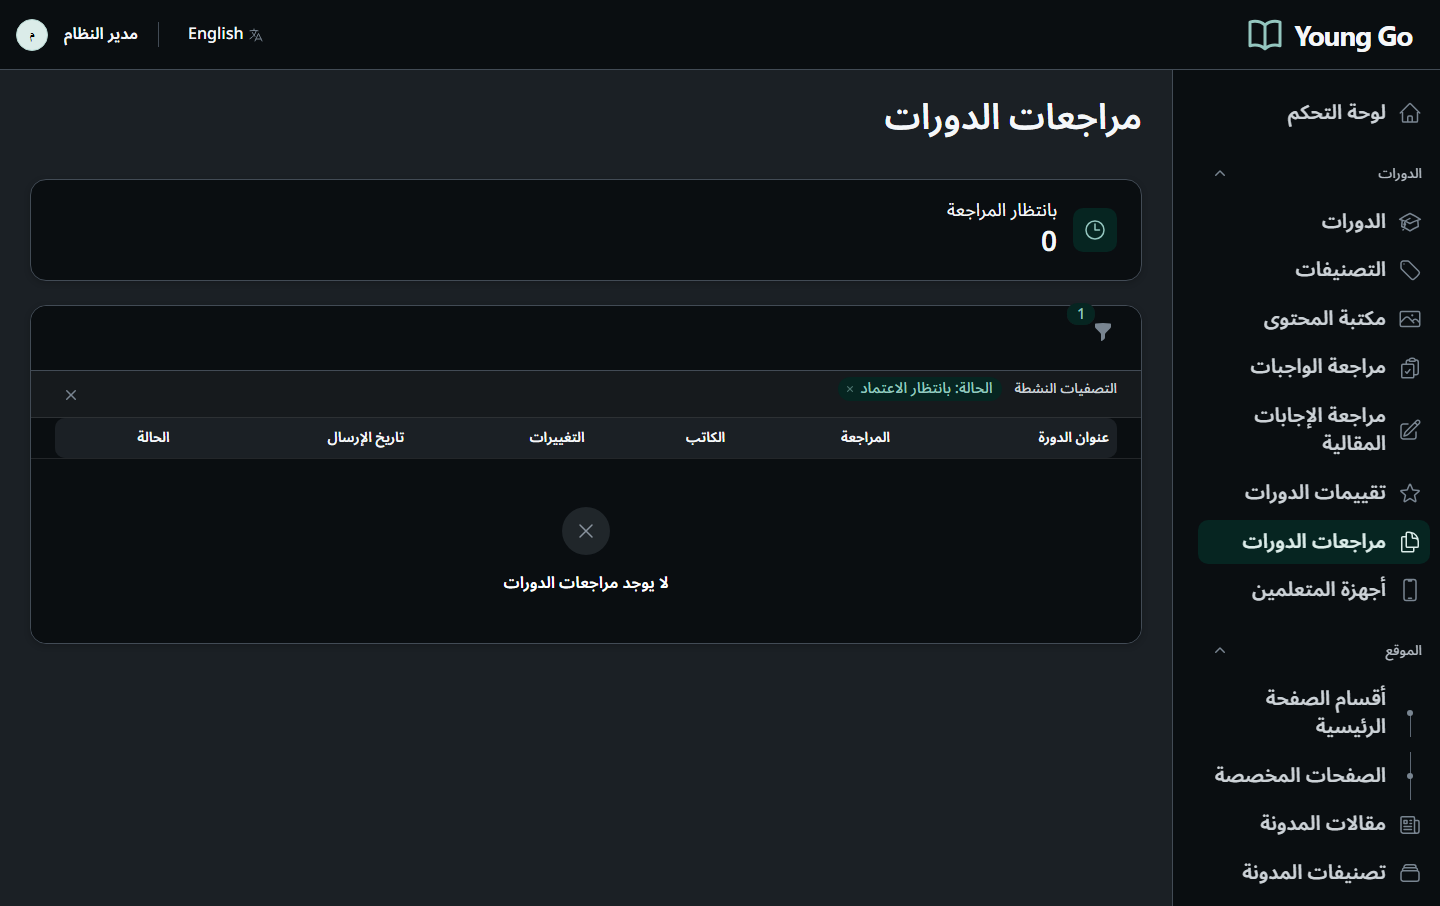 Young Go
English
مدير النظام
م
لوحة التحكم
الدورات
الدورات
التصنيفات
مكتبة المحتوى
مراجعة الواجبات
مراجعة الإجابات
المقالية
تقييمات الدورات
مراجعات الدورات
أجهزة المتعلمين
الموقع
أقسام الصفحة
الرئيسية
الصفحات المخصصة
مقالات المدونة
تصنيفات المدونة
مراجعات الدورات
بانتظار المراجعة
0
1
التصفيات النشطة
الحالة: بانتظار الاعتماد
عنوان الدورة المراجعة الكاتب التغييرات تاريخ الإرسال الحالة
لا يوجد مراجعات الدورات